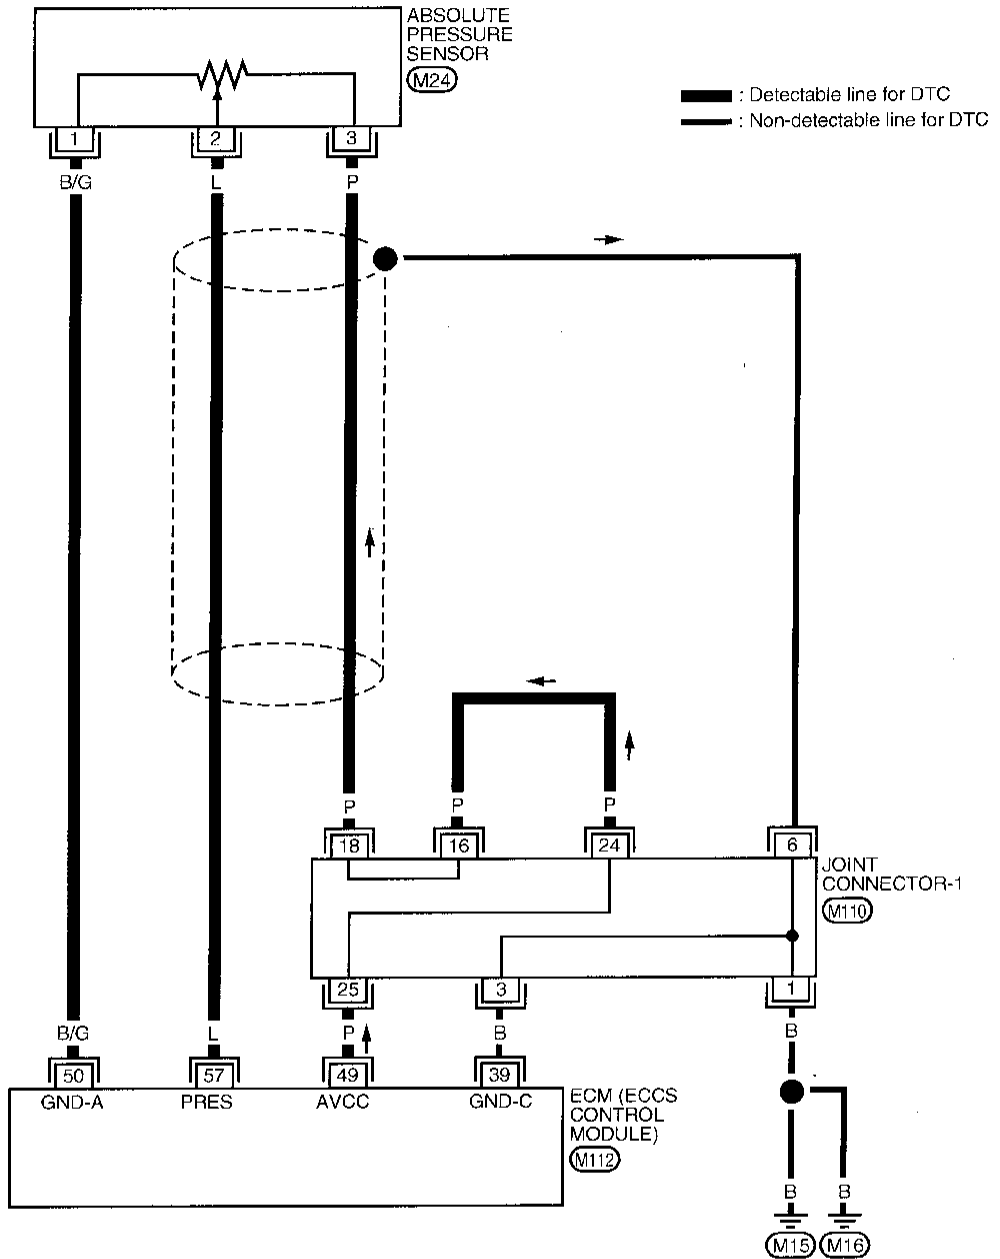 ABSOLUTE
PRESSURE
SENSOR
M24
: Detectable line for DTC
: Non-detectable line for DTC
1 2 3
B/G L P
P P P
18 16 24 6
JOINT
CONNECTOR-1
M110
25 3 1
B/G L P B B
50 57 49 39
GND-A PRES AVCC GND-C
ECM (ECCS
CONTROL
MODULE)
M112
B B
M15 M16